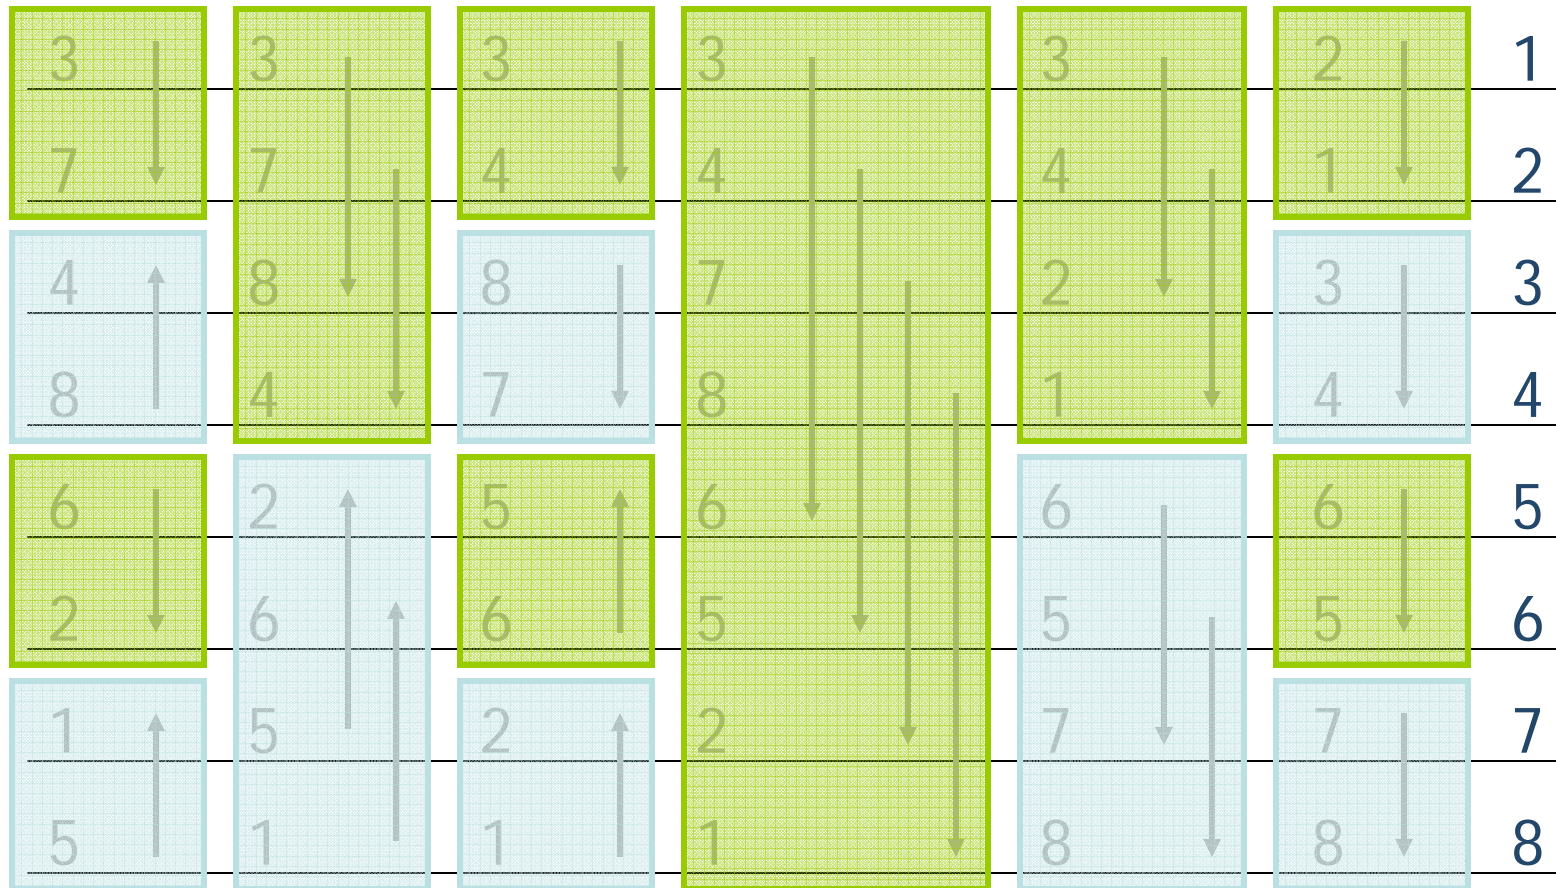 3 3 3 3 3 2 1
7 7 4 4 4 1 2
4 8 8 7 2 3 3
8 4 7 8 1 4 4
6 2 5 6 6 6 5
2 6 6 5 5 5 6
1 5 2 2 7 7 7
5 1 1 1 8 8 8